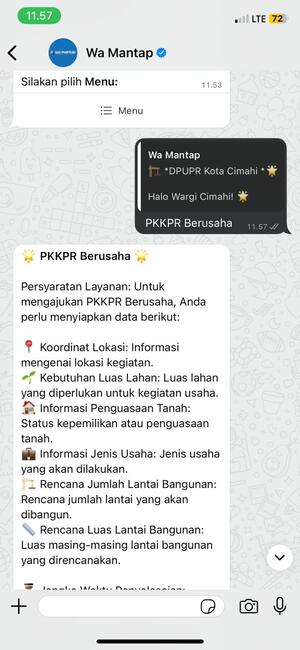 11.57
LTE 72
Wa Mantap
Silakan pilih Menu:
11.53
Menu
Wa Mantap
🏗️ *DPUPR Kota Cimahi *🌟
Halo Wargi Cimahi! 🌟
PKKPR Berusaha
11.57
🌟 PKKPR Berusaha 🌟
Persyaratan Layanan: Untuk
mengajukan PKKPR Berusaha, Anda
perlu menyiapkan data berikut:
📍 Koordinat Lokasi: Informasi
mengenai lokasi kegiatan.
🌱 Kebutuhan Luas Lahan: Luas lahan
yang diperlukan untuk kegiatan usaha.
🏠 Informasi Penguasaan Tanah:
Status kepemilikan atau penguasaan
tanah.
💼 Informasi Jenis Usaha: Jenis usaha
yang akan dilakukan.
🏗️ Rencana Jumlah Lantai Bangunan:
Rencana jumlah lantai yang akan
dibangun.
📏 Rencana Luas Lantai Bangunan:
Luas masing-masing lantai bangunan
yang direncanakan.
⏳ Jangka Waktu Penyelesaian: